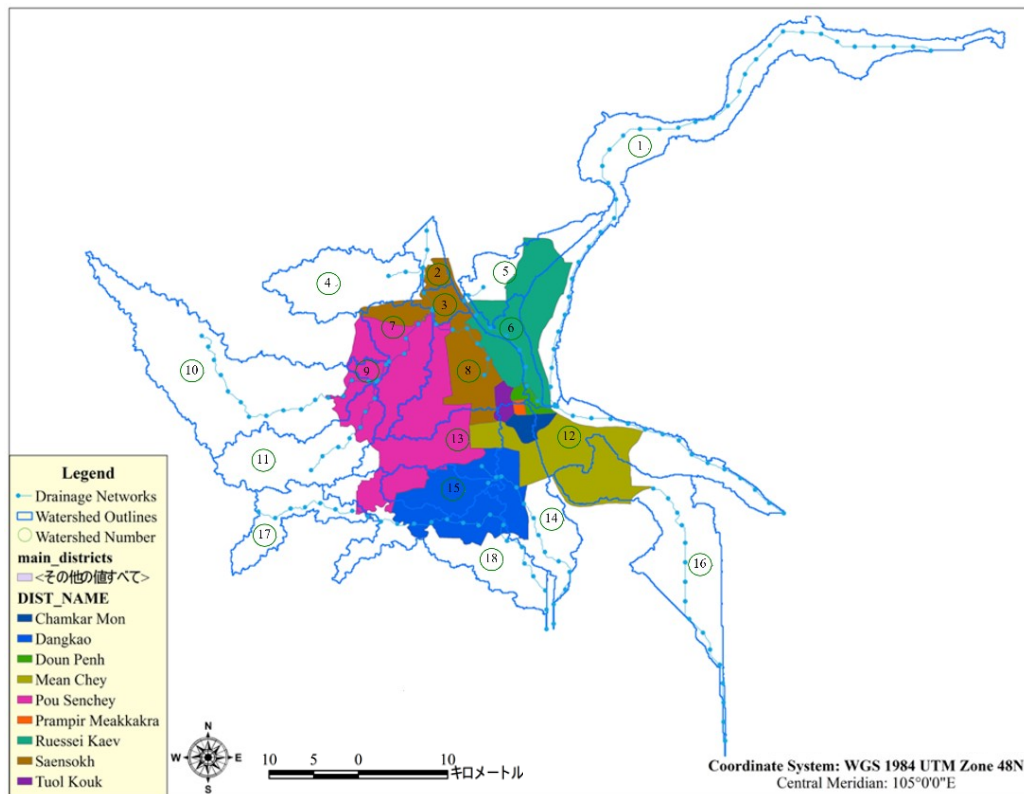 1
2
5
4
3
7
6
9
8
10
12
13
11
15
14
17
18
16
Legend
Drainage Networks
Watershed Outlines
Watershed Number
main_districts
<その他の値すべて>
DIST_NAME
Chamkar Mon
Dangkao
Doun Penh
Mean Chey
Pou Senchey
Prampir Meakkakra
Ruessei Kaev
Saensokh
Tuol Kouk
N
W E
S
10 5 0 10
キロメートル
Coordinate System: WGS 1984 UTM Zone 48N
Central Meridian: 105°0'0"E